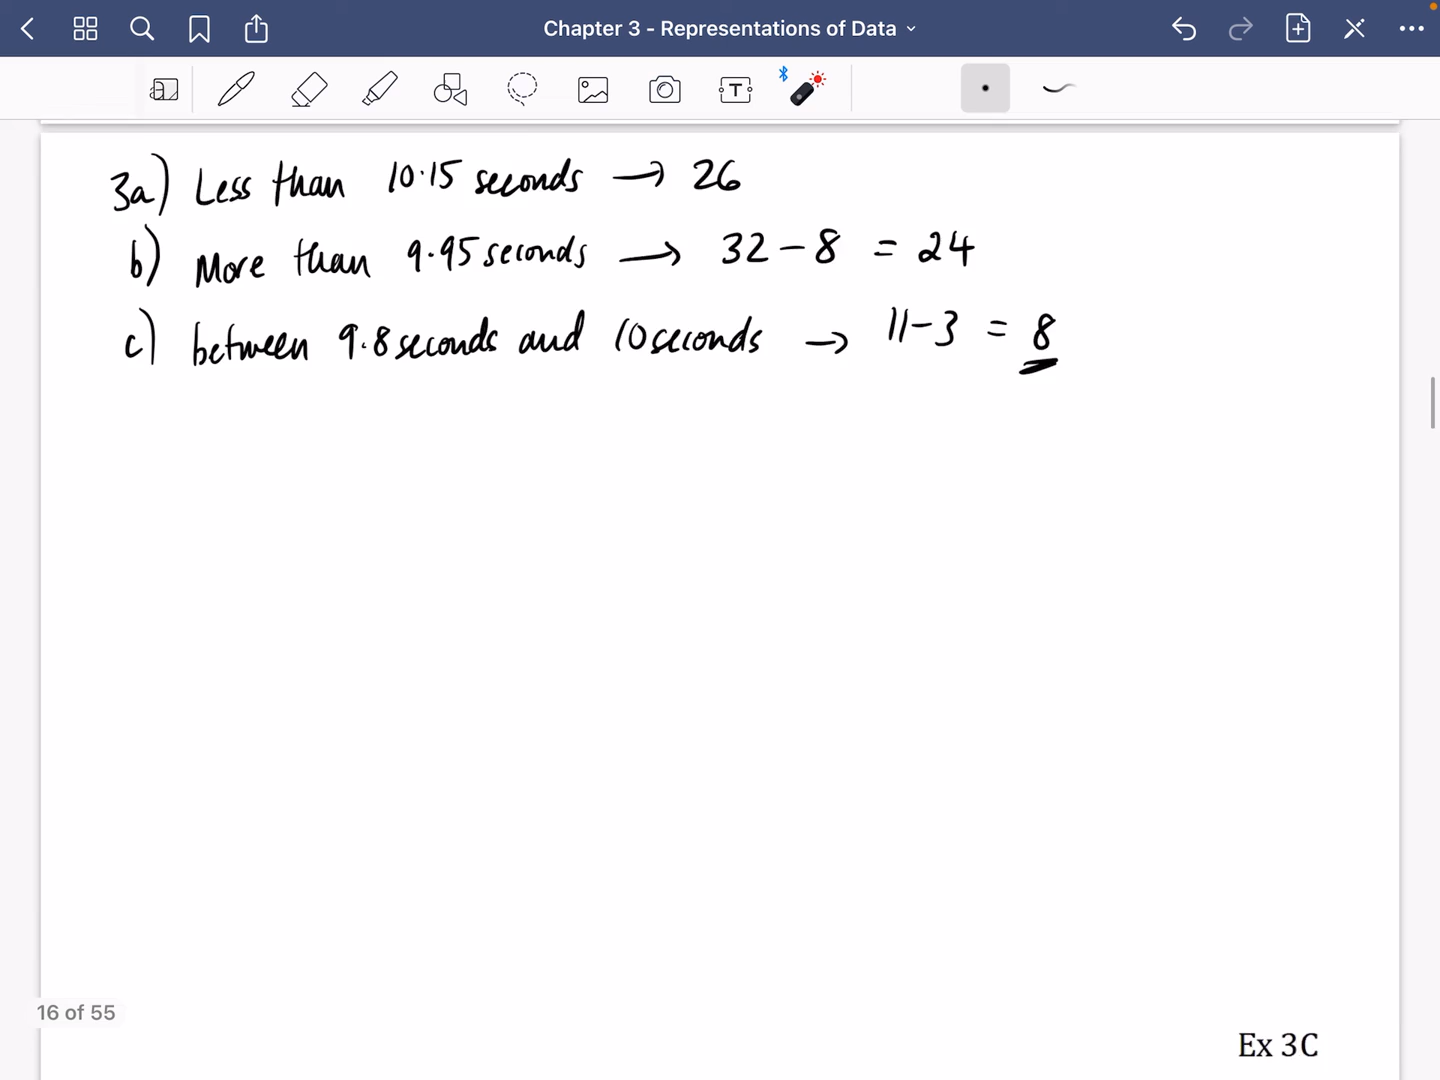 Chapter 3 - Representations of Data
3a) Less than 10.15 seconds → 26
b) More than 9.95 seconds → 32 - 8 = 24
c) between 9.8 seconds and 10 seconds → 11 - 3 = 8
16 of 55
Ex 3C